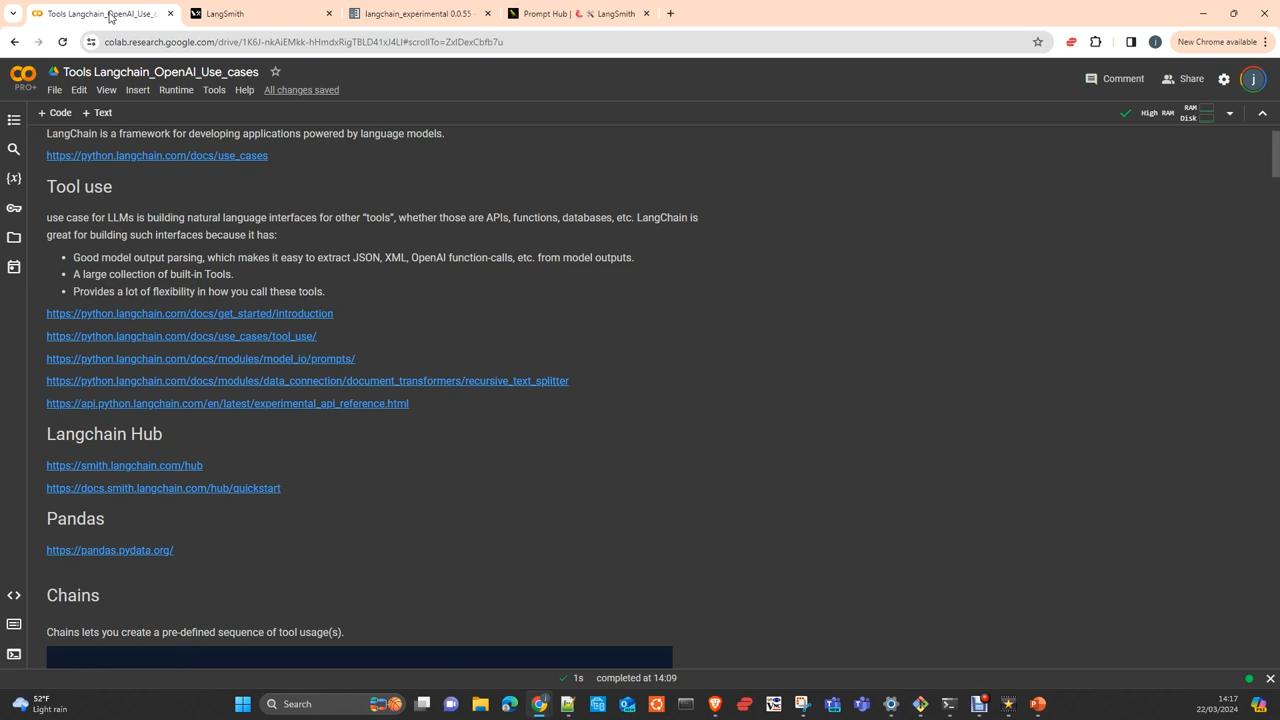 Tools Langchain_OpenAI_Use_c
LangSmith
langchain_experimental 0.0.55
Prompt Hub | 🦜🛠️ LangSmith
colab.research.google.com/drive/1K6J-nkAiEMkk-hHmdxRigTBLD41xJ4LI#scrollTo=ZxIDexCbfb7u
New Chrome available
Tools Langchain_OpenAI_Use_cases
PRO+
File Edit View Insert Runtime Tools Help All changes saved
Comment Share j
+ Code + Text
High RAM RAM Disk
LangChain is a framework for developing applications powered by language models.
https://python.langchain.com/docs/use_cases
Tool use
use case for LLMs is building natural language interfaces for other “tools”, whether those are APIs, functions, databases, etc. LangChain is
great for building such interfaces because it has:
• Good model output parsing, which makes it easy to extract JSON, XML, OpenAI function-calls, etc. from model outputs.
• A large collection of built-in Tools.
• Provides a lot of flexibility in how you call these tools.
https://python.langchain.com/docs/get_started/introduction
https://python.langchain.com/docs/use_cases/tool_use/
https://python.langchain.com/docs/modules/model_io/prompts/
https://python.langchain.com/docs/modules/data_connection/document_transformers/recursive_text_splitter
https://api.python.langchain.com/en/latest/experimental_api_reference.html
Langchain Hub
https://smith.langchain.com/hub
https://docs.smith.langchain.com/hub/quickstart
Pandas
https://pandas.pydata.org/
Chains
Chains lets you create a pre-defined sequence of tool usage(s).
1s completed at 14:09
52°F
Light rain
Search
14:17
22/03/2024